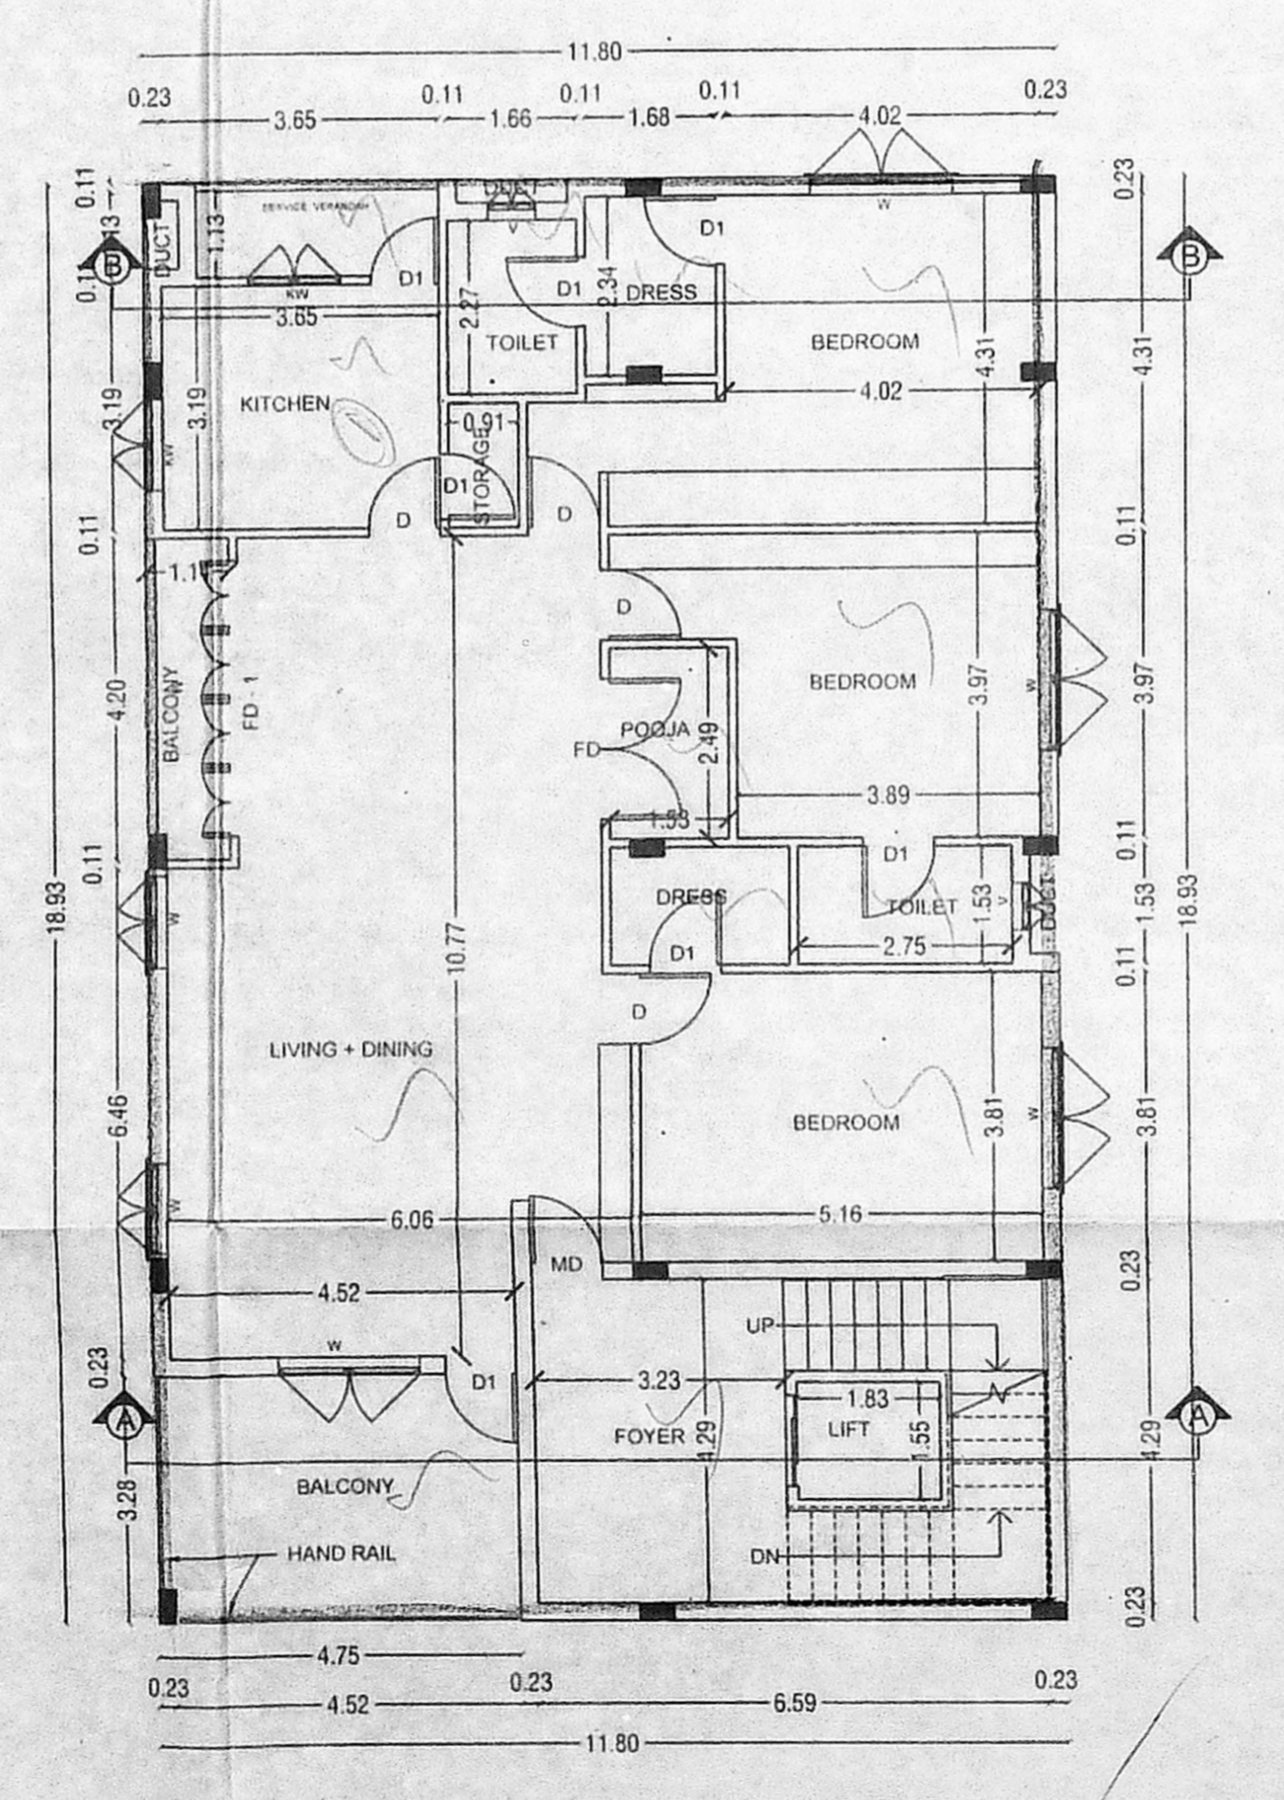 11.80
0.23 0.11 0.11 0.11 0.23
3.65 1.66 1.68 4.02
0.11 DUCT 0.23
SERVICE VERANDAH W
1.13 D1
DUCT
B B
D1 D1
0.11 KW 2.27 2.34 DRESS
3.65
TOILET BEDROOM
4.31 4.31
4.02
3.19 3.19 KITCHEN
0.91
KW
STORAGE
D1
D D
0.11 0.11
D
BALCONY
W
FD - 1
4.20
POOJA
FD
2.49
1.53
BEDROOM
3.97 3.97
W
3.89
0.11 0.11
D1
DRESS TOILET
1.53 1.53
V
DUCT
18.93 18.93
W
2.75
D1
10.77
0.11
D
LIVING + DINING
6.46
BEDROOM
3.81 3.81
W
W
6.06 5.16
MD
0.23
4.52
UP
W
0.23
D1
3.23
1.83
A A
FOYER
4.29
LIFT
1.55
4.29
3.28
BALCONY
HAND RAIL
DN
0.23
4.75
0.23 0.23 0.23
4.52 6.59
11.80